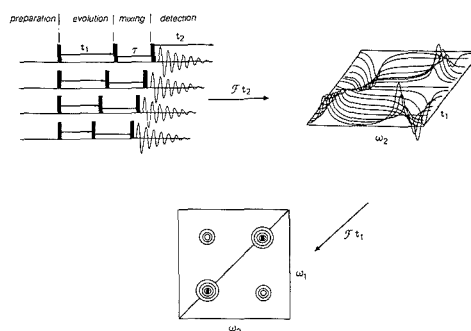 preparation evolution mixing detection
t₁ τ t₂
ℱ t₂
t₁
ω₂
ℱ t₁
ω₁
ω₂